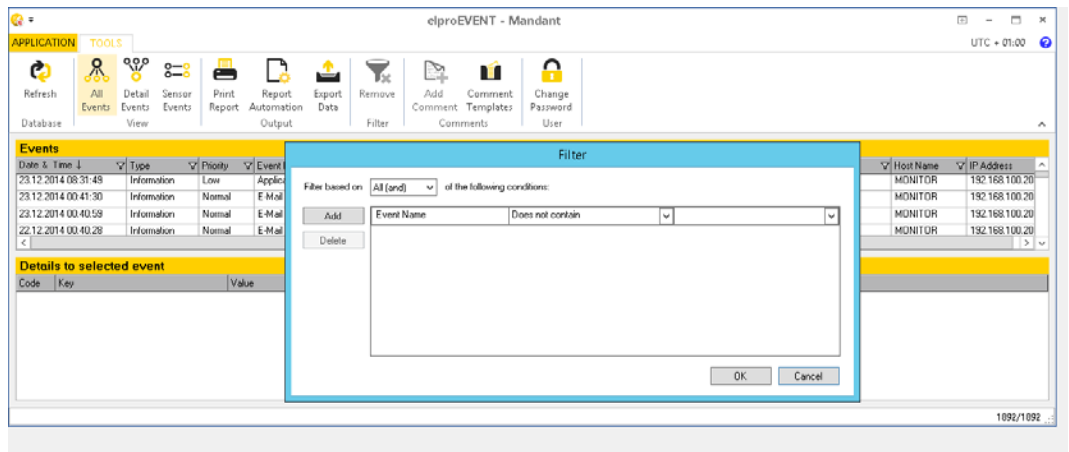 elproEVENT - Mandant
APPLICATION TOOLS UTC + 01:00
Refresh All Events Detail Events Sensor Events Print Report Report Automation Export Data Remove Add Comment Comment Templates Change Password
Database View Output Filter Comments User
Events
Date & Time Type Priority Host Name IP Address
23.12.2014 08:31:49 Information Low MONITOR 192.168.100.20
23.12.2014 00:41:30 Information Normal E-Mail MONITOR 192.168.100.20
23.12.2014 00:40:59 Information Normal E-Mail MONITOR 192.168.100.20
22.12.2014 00:40:28 Information Normal E-Mail MONITOR 192.168.100.20
Details to selected event
Code Key Value
Filter
Filter based on All (and) of the following conditions:
Add Event Name Does not contain
Delete
OK Cancel
1892/1892